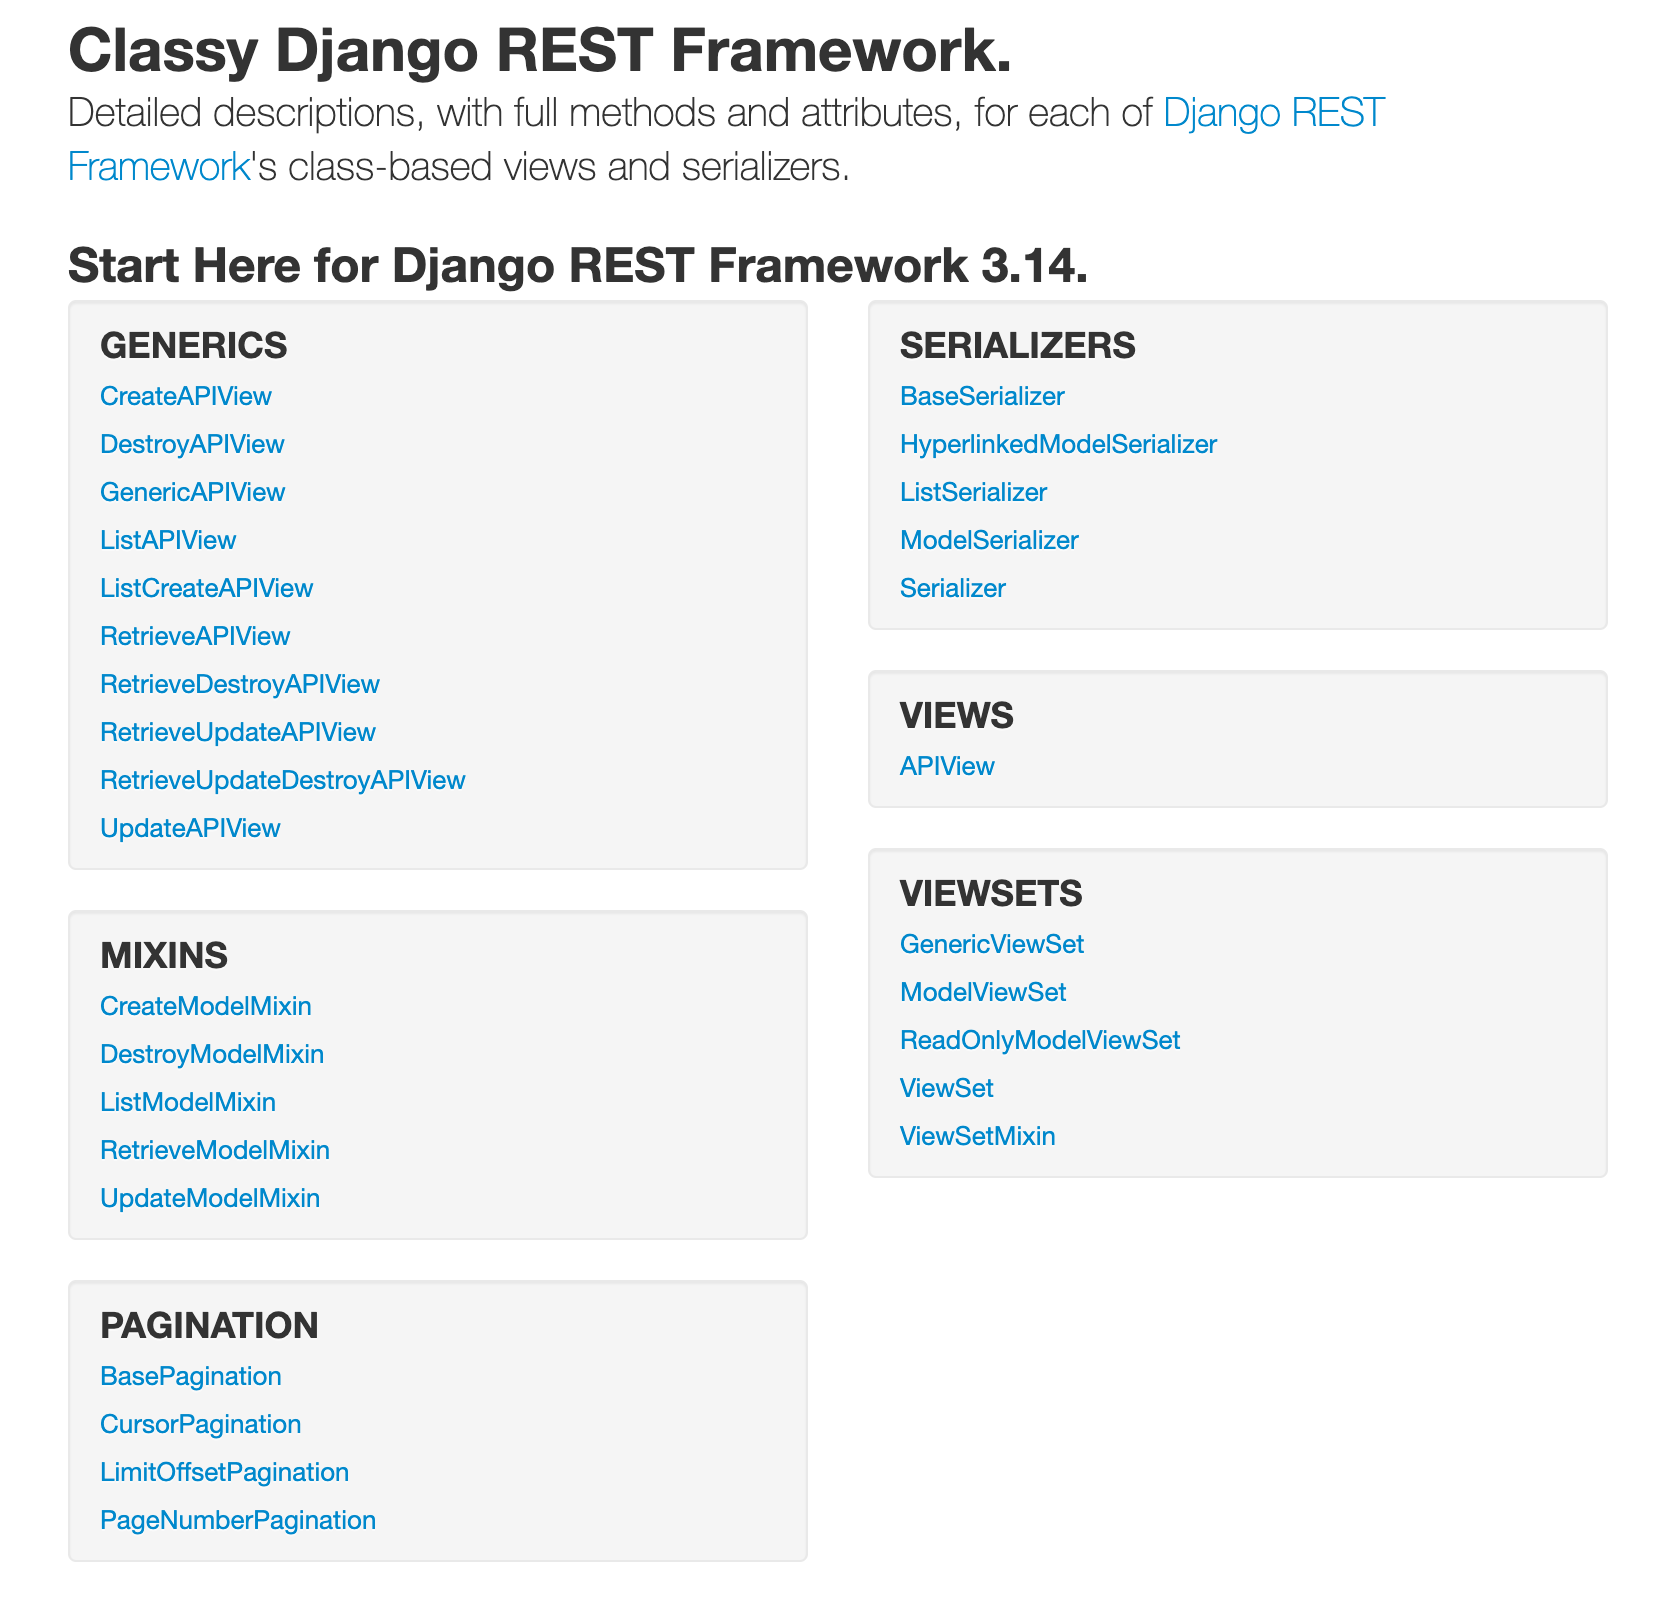 Classy Django REST Framework.
Detailed descriptions, with full methods and attributes, for each of Django REST
Framework's class-based views and serializers.
Start Here for Django REST Framework 3.14.
GENERICS
CreateAPIView
DestroyAPIView
GenericAPIView
ListAPIView
ListCreateAPIView
RetrieveAPIView
RetrieveDestroyAPIView
RetrieveUpdateAPIView
RetrieveUpdateDestroyAPIView
UpdateAPIView
MIXINS
CreateModelMixin
DestroyModelMixin
ListModelMixin
RetrieveModelMixin
UpdateModelMixin
PAGINATION
BasePagination
CursorPagination
LimitOffsetPagination
PageNumberPagination
SERIALIZERS
BaseSerializer
HyperlinkedModelSerializer
ListSerializer
ModelSerializer
Serializer
VIEWS
APIView
VIEWSETS
GenericViewSet
ModelViewSet
ReadOnlyModelViewSet
ViewSet
ViewSetMixin